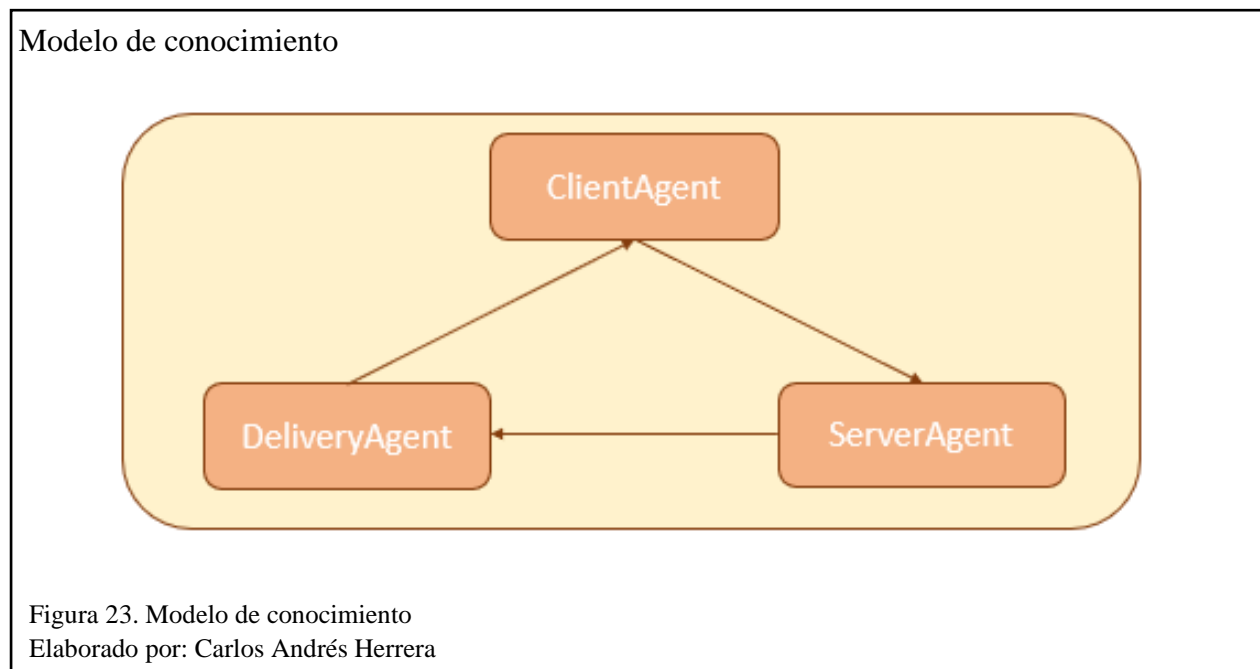 Modelo de conocimiento
ClientAgent
DeliveryAgent
ServerAgent
Figura 23. Modelo de conocimiento
Elaborado por: Carlos Andrés Herrera